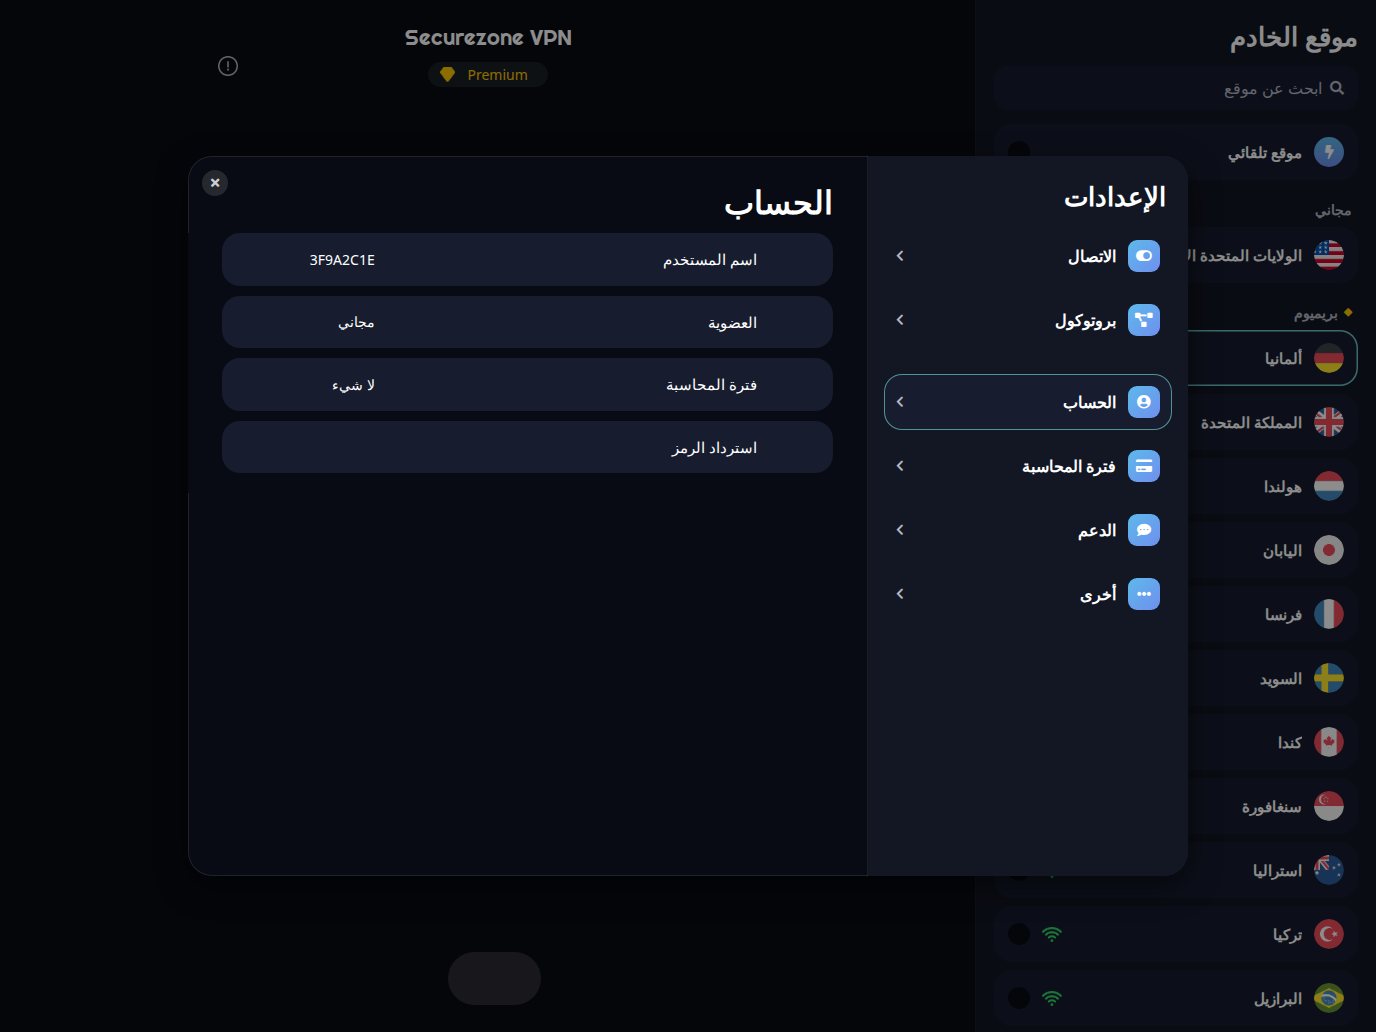 Securezone VPN
Premium
موقع الخادم
ابحث عن موقع
موقع تلقائي
مجاني
الولايات المتحدة
بريميوم
ألمانيا
المملكة المتحدة
هولندا
اليابان
فرنسا
السويد
كندا
سنغافورة
استراليا
تركيا
البرازيل
الإعدادات
الاتصال
بروتوكول
الحساب
فترة المحاسبة
الدعم
أخرى
الحساب
اسم المستخدم 3F9A2C1E
العضوية مجاني
فترة المحاسبة لا شيء
استرداد الرمز